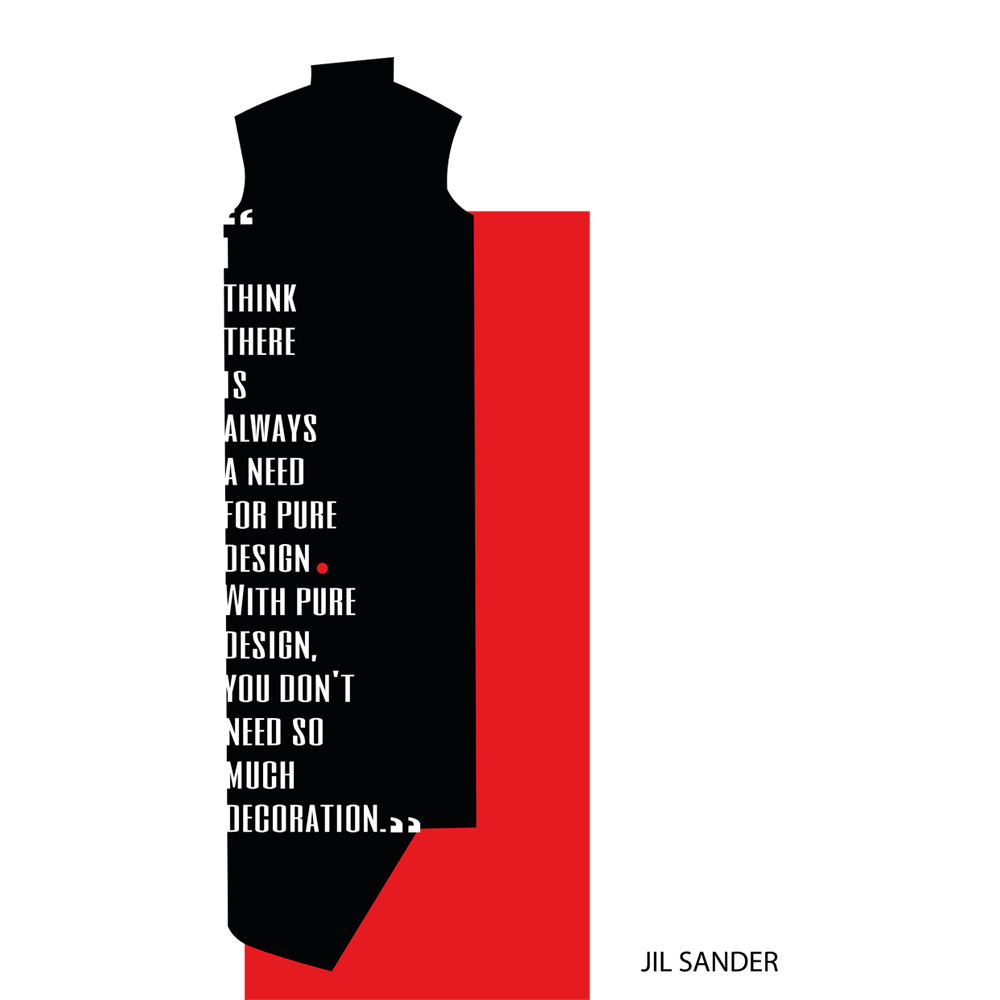 “
I
THINK
THERE
IS
ALWAYS
A NEED
FOR PURE
DESIGN.
WITH PURE
DESIGN,
YOU DON'T
NEED SO
MUCH
DECORATION.”
JIL SANDER